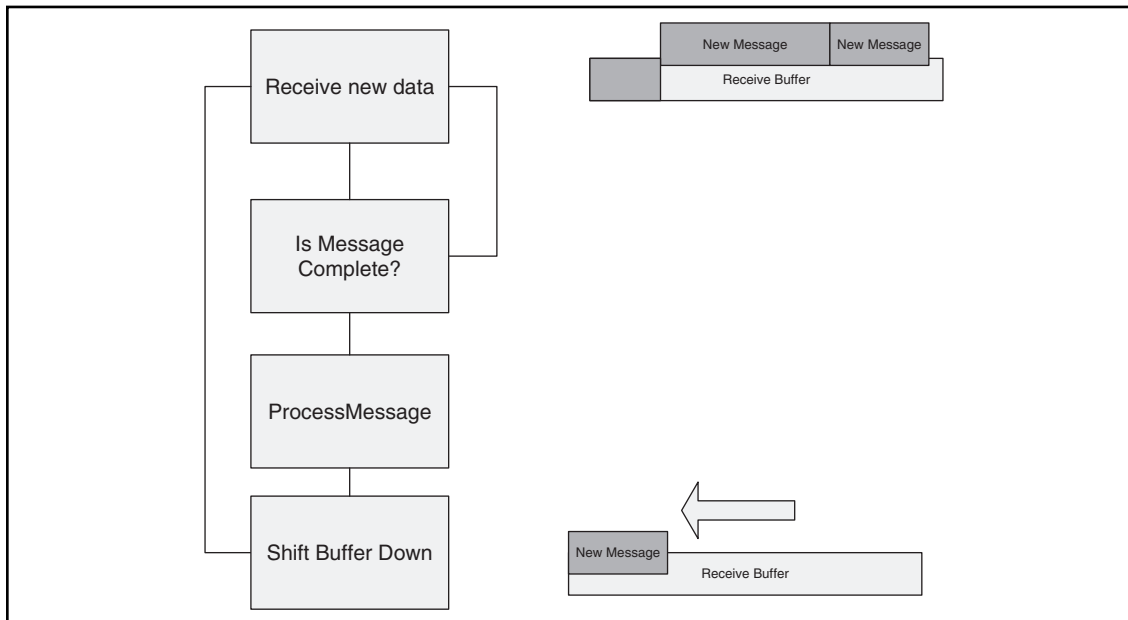 Receive new data
New Message
New Message
Receive Buffer
Is Message
Complete?
ProcessMessage
Shift Buffer Down
New Message
Receive Buffer